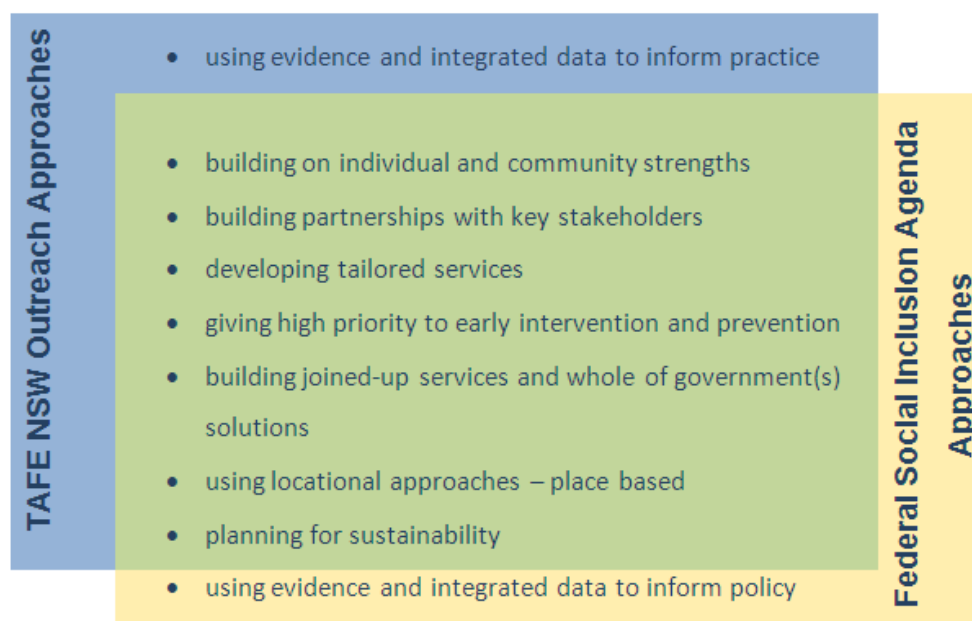 TAFE NSW Outreach Approaches
• using evidence and integrated data to inform practice
• building on individual and community strengths
• building partnerships with key stakeholders
• developing tailored services
• giving high priority to early intervention and prevention
• building joined-up services and whole of government(s)
solutions
• using locational approaches – place based
• planning for sustainability
• using evidence and integrated data to inform policy
Federal Social Inclusion Agenda
Approaches